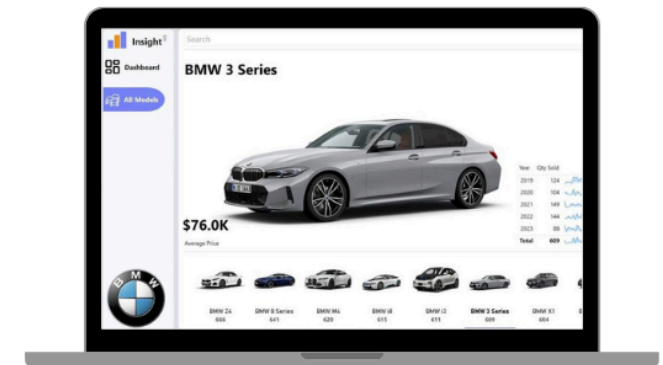 Insight
Search
Dashboard
BMW 3 Series
All Models
Year Qty Sold
2019 124
2020 104
2021 149
2022 144
2023 88
Total 609
$76.0K
Average Price
BMW
BMW Z4 BMW 8 Series BMW M4 BMW i8 BMW i3 BMW 3 Series BMW X1
641 620 615 611 609 604